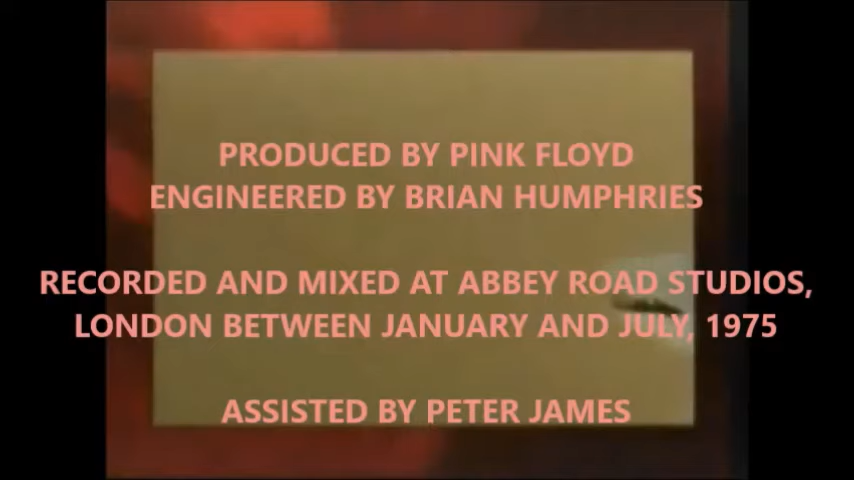 PRODUCED BY PINK FLOYD
ENGINEERED BY BRIAN HUMPHRIES
RECORDED AND MIXED AT ABBEY ROAD STUDIOS,
LONDON BETWEEN JANUARY AND JULY, 1975
ASSISTED BY PETER JAMES